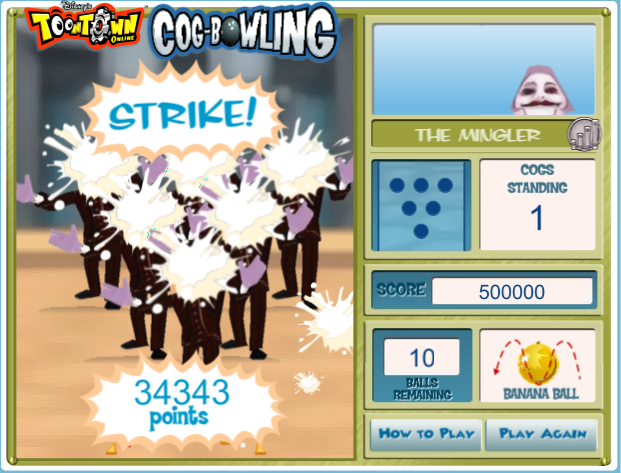 Disney's
TOONTOWN
ONLINE
COG-BOWLING
STRIKE!
34343
points
THE MINGLER
COGS
STANDING
1
SCORE
500000
10
BALLS
REMAINING
BANANA BALL
HOW TO PLAY
PLAY AGAIN